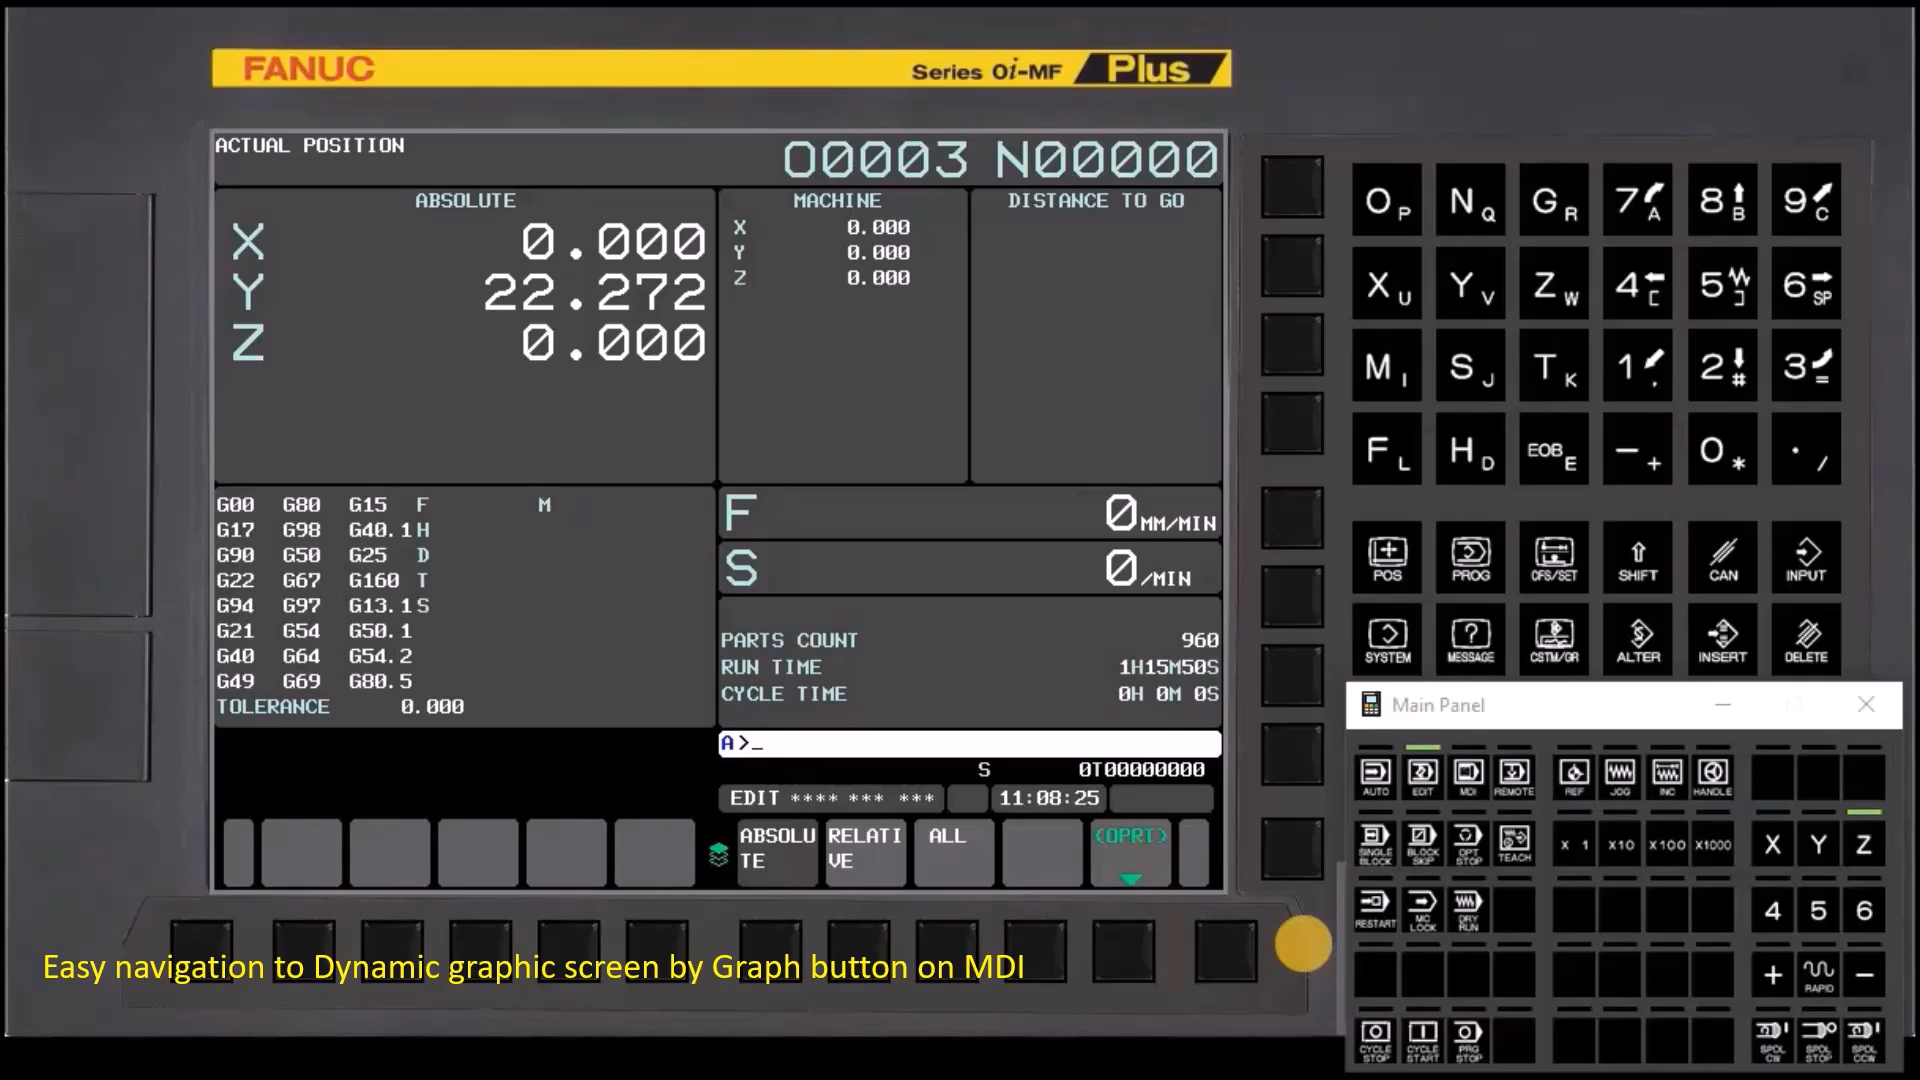 FANUC
Series 0i-MF Plus
ACTUAL POSITION
O0003 N00000
ABSOLUTE
X 0.000
Y 22.272
Z 0.000
MACHINE
X 0.000
Y 0.000
Z 0.000
DISTANCE TO GO
G00 G80 G15 F M
G17 G98 G40.1 H
G90 G50 G25 D
G22 G67 G160 T
G94 G97 G13.1 S
G21 G54 G50.1
G40 G64 G54.2
G49 G69 G80.5
TOLERANCE 0.000
F 0 MM/MIN
S 0 /MIN
PARTS COUNT 960
RUN TIME 1H15M50S
CYCLE TIME 0H 0M 0S
A >_
S 0T00000000
EDIT **** *** *** 11:08:25
ABSOLU
TE
RELATI
VE
ALL
(OPRT)
Easy navigation to Dynamic graphic screen by Graph button on MDI
O P N Q G R 7 A 8 B 9 C
X U Y V Z W 4 [ 5 ] 6 SP
M I S J T K 1 , 2 # 3 =
F L H D EOB E - + 0 * . /
POS PROG OFS/SET SHIFT CAN INPUT
SYSTEM MESSAGE CSTM/GR ALTER INSERT DELETE
Main Panel
AUTO EDIT MDI REMOTE REF JOG INC HANDLE
SINGLE BLOCK BLOCK SKIP OPT STOP TEACH X 1 X10 X100 X1000 X Y Z
RESTART MC LOCK DRY RUN 4 5 6
+ RAPID -
CYCLE STOP CYCLE START PRG STOP SPDL CW SPDL STOP SPDL CCW